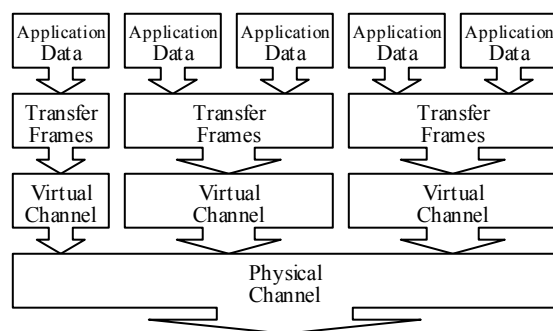 Application
Data
Application
Data
Application
Data
Application
Data
Application
Data
Transfer
Frames
Transfer
Frames
Transfer
Frames
Virtual
Channel
Virtual
Channel
Virtual
Channel
Physical
Channel